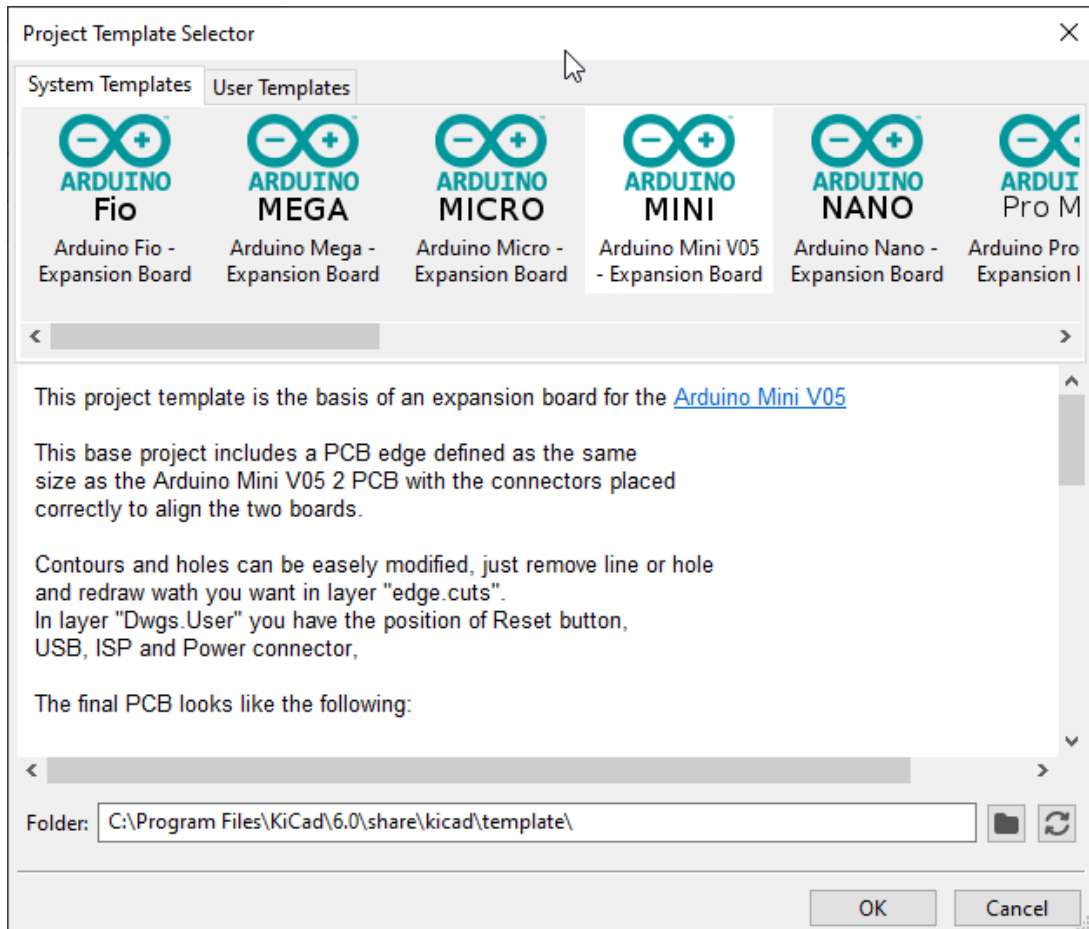 Project Template Selector
System Templates User Templates
ARDUINO ARDUINO ARDUINO ARDUINO ARDUINO ARDUI
Fio MEGA MICRO MINI NANO Pro M
Arduino Fio - Arduino Mega - Arduino Micro - Arduino Mini V05 Arduino Nano - Arduino Pro
Expansion Board Expansion Board Expansion Board - Expansion Board Expansion Board Expansion
This project template is the basis of an expansion board for the Arduino Mini V05
This base project includes a PCB edge defined as the same
size as the Arduino Mini V05 2 PCB with the connectors placed
correctly to align the two boards.
Contours and holes can be easely modified, just remove line or hole
and redraw wath you want in layer "edge.cuts".
In layer "Dwgs.User" you have the position of Reset button,
USB, ISP and Power connector,
The final PCB looks like the following:
Folder: C:\Program Files\KiCad\6.0\share\kicad\template\
OK Cancel